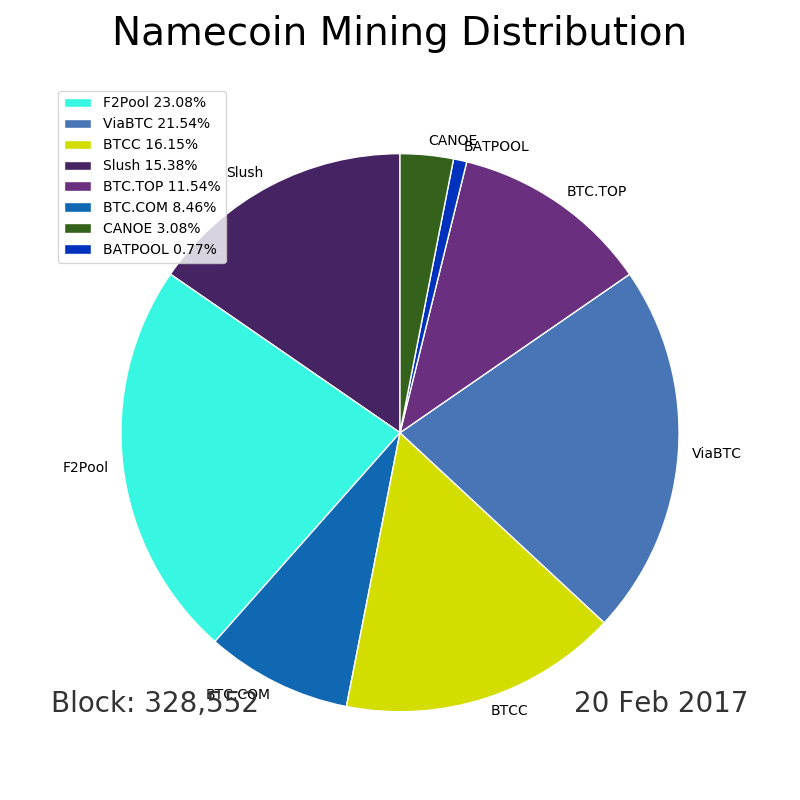 Namecoin Mining Distribution
F2Pool 23.08%
ViaBTC 21.54%
BTCC 16.15%
Slush 15.38%
BTC.TOP 11.54%
BTC.COM 8.46%
CANOE 3.08%
BATPOOL 0.77%
CANOE
BATPOOL
Slush
BTC.TOP
ViaBTC
F2Pool
BTC.COM
BTCC
Block: 328,552
20 Feb 2017